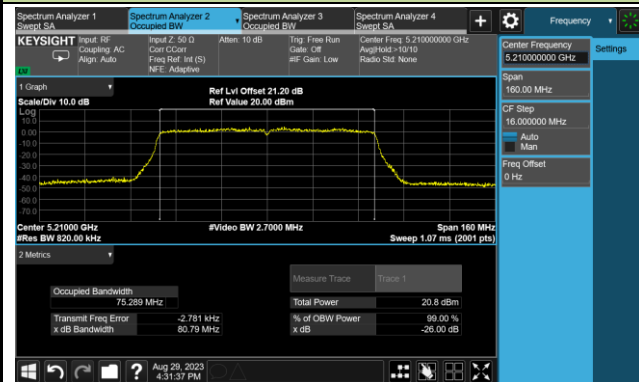 Spectrum Analyzer 1
Swept SA
Spectrum Analyzer 2
Occupied BW
Spectrum Analyzer 3
Occupied BW
Spectrum Analyzer 4
Swept SA
+
Frequency
KEYSIGHT
Input: RF
Coupling: AC
Align: Auto
Input Z: 50 Ω
Corr CCorr
Freq Ref: Int (S)
NFE: Adaptive
Atten: 10 dB
Trig: Free Run
Gate: Off
#IF Gain: Low
Center Freq: 5.210000000 GHz
Avg|Hold:>10/10
Radio Std: None
Center Frequency
5.210000000 GHz
Settings
Span
160.00 MHz
CF Step
16.000000 MHz
Auto
Man
Freq Offset
0 Hz
1 Graph
Scale/Div 10.0 dB
Ref Lvl Offset 21.20 dB
Ref Value 20.00 dBm
Log
10.0
0.00
-10.0
-20.0
-30.0
-40.0
-50.0
-60.0
-70.0
Center 5.21000 GHz
#Res BW 820.00 kHz
#Video BW 2.7000 MHz
Span 160 MHz
Sweep 1.07 ms (2001 pts)
2 Metrics
Measure Trace
Trace 1
Occupied Bandwidth
75.289 MHz
Total Power
20.8 dBm
Transmit Freq Error
-2.781 kHz
% of OBW Power
99.00 %
x dB Bandwidth
80.79 MHz
x dB
-26.00 dB
?
Aug 29, 2023
4:31:37 PM